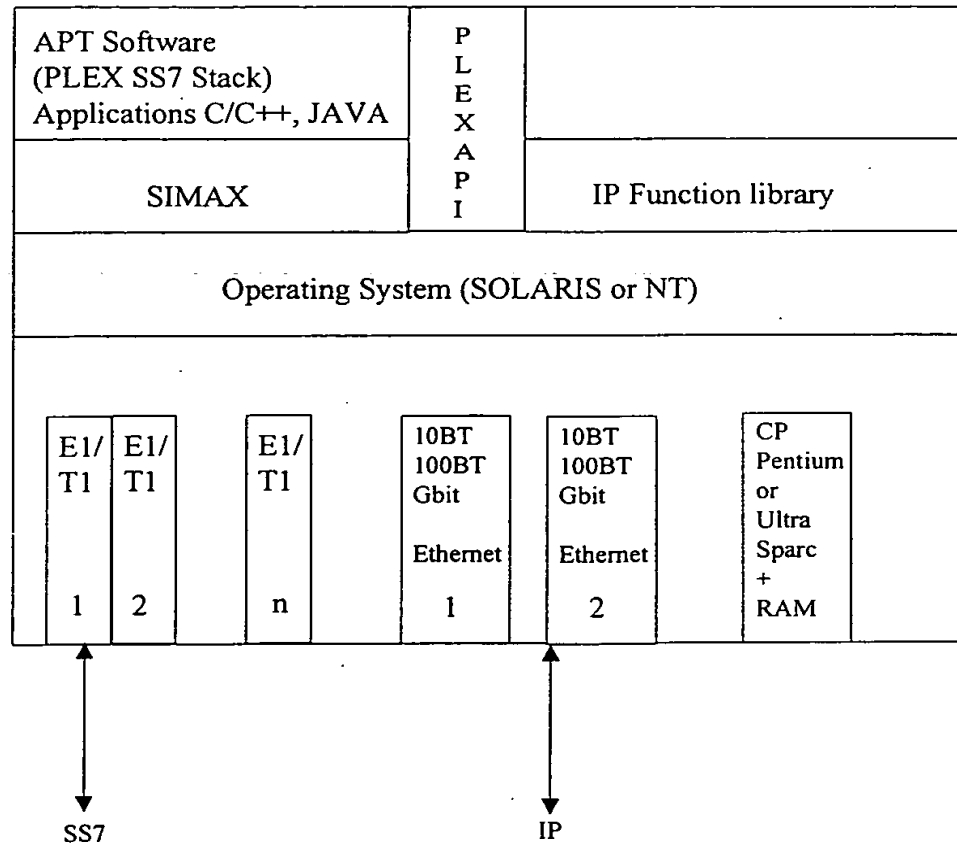 APT Software
(PLEX SS7 Stack)
Applications C/C++, JAVA
P
L
E
X
A
P
I
SIMAX
IP Function library
Operating System (SOLARIS or NT)
E1/
T1
1
E1/
T1
2
E1/
T1
n
10BT
100BT
Gbit
Ethernet
1
10BT
100BT
Gbit
Ethernet
2
CP
Pentium
or
Ultra
Sparc
+
RAM
SS7
IP